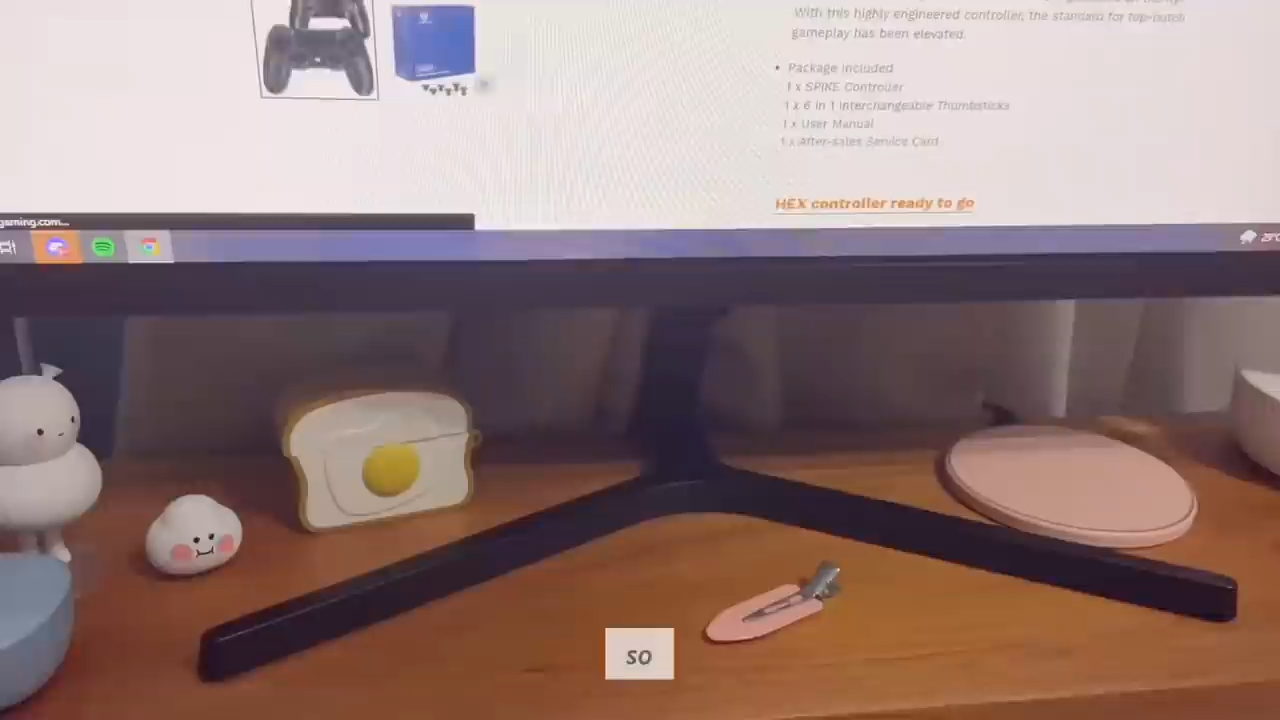 With this highly engineered controller, the standard for top-notch
gameplay has been elevated.
• Package included
1 x SPIKE Controller
1 x 6 in 1 Interchangeable Thumbsticks
1 x User Manual
1 x After-sales Service Card
HEX controller ready to go
gaming.com...
SO